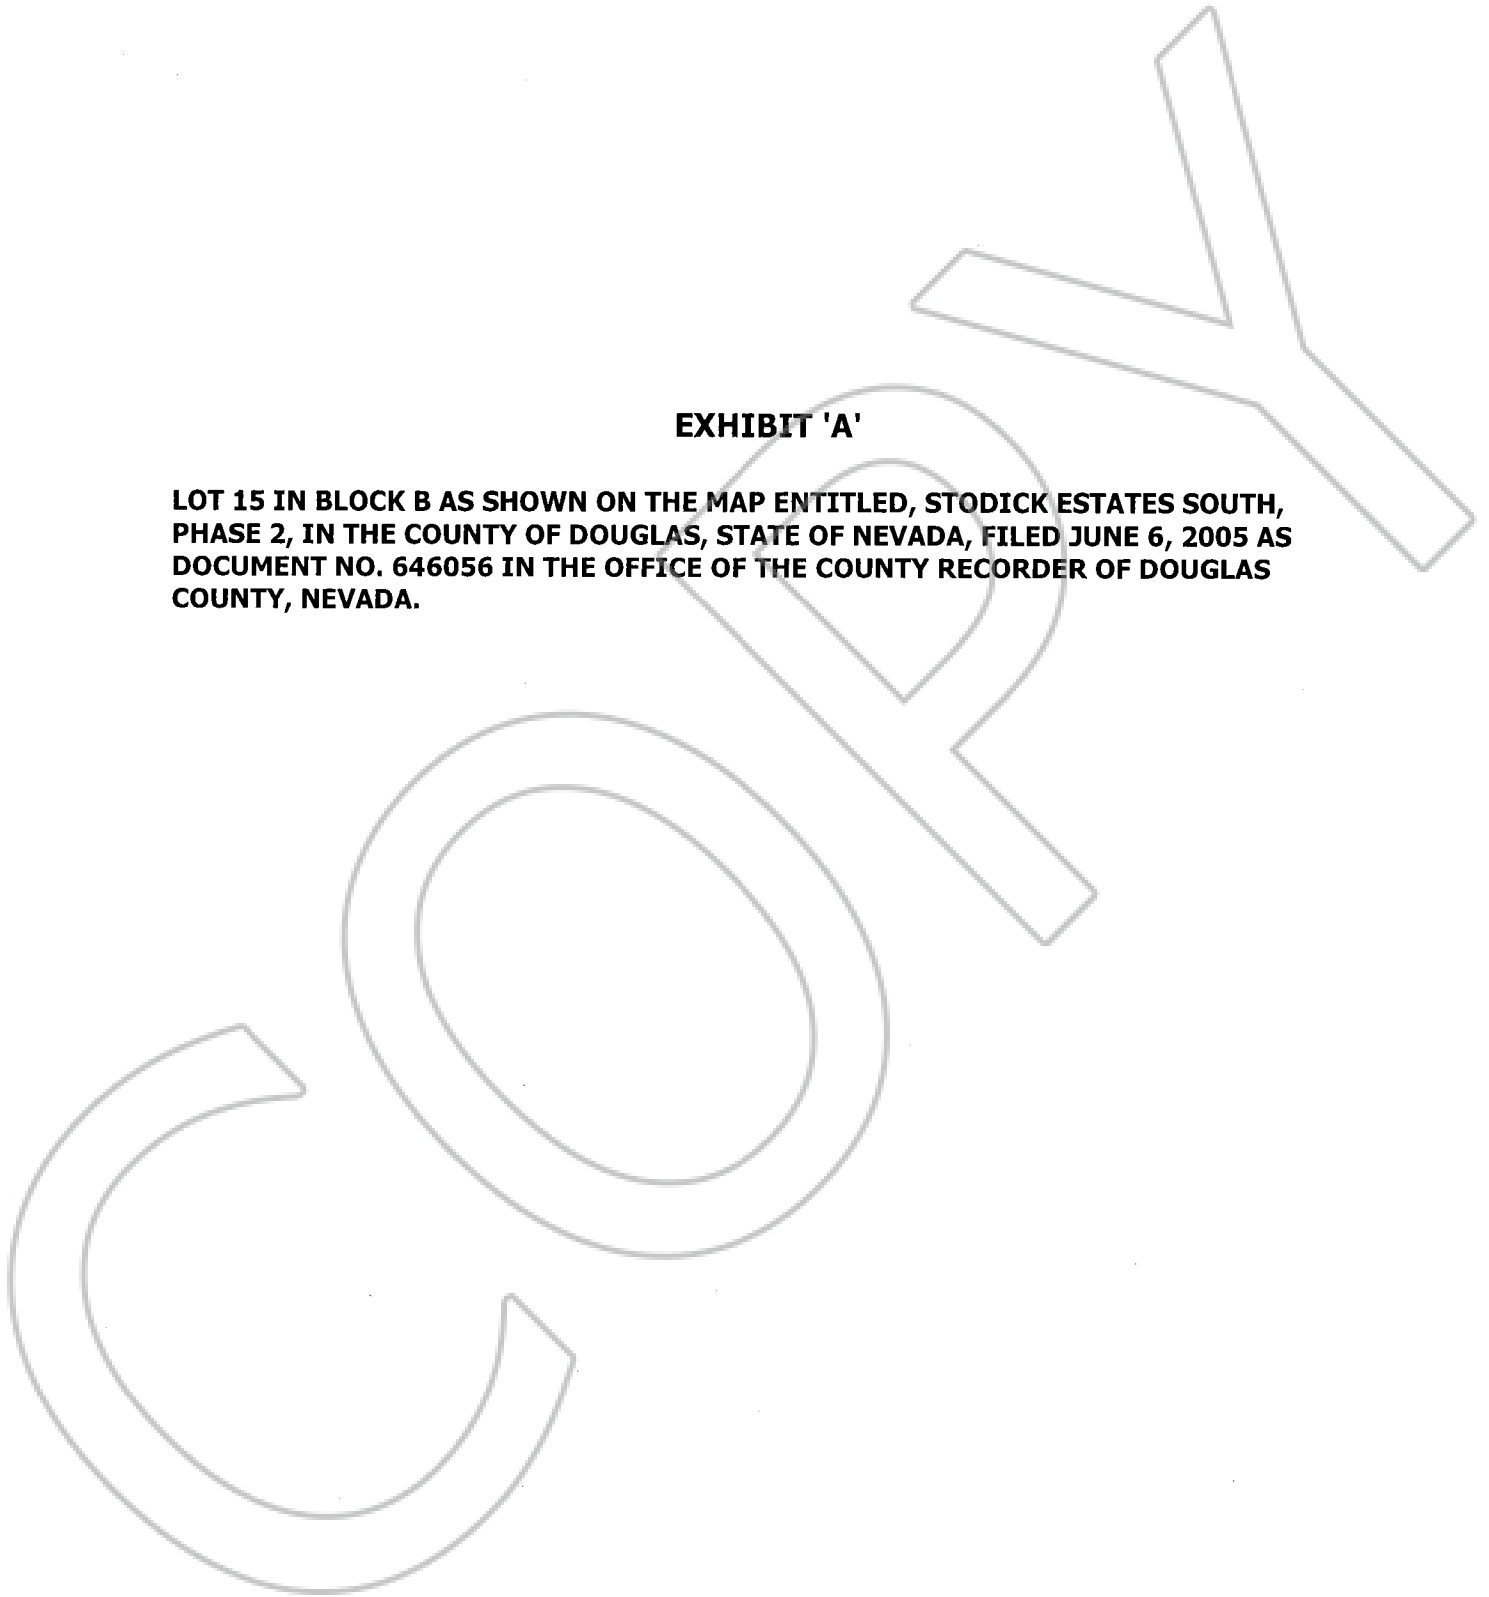 EXHIBIT 'A'
LOT 15 IN BLOCK B AS SHOWN ON THE MAP ENTITLED, STODICK ESTATES SOUTH,
PHASE 2, IN THE COUNTY OF DOUGLAS, STATE OF NEVADA, FILED JUNE 6, 2005 AS
DOCUMENT NO. 646056 IN THE OFFICE OF THE COUNTY RECORDER OF DOUGLAS
COUNTY, NEVADA.
COPY